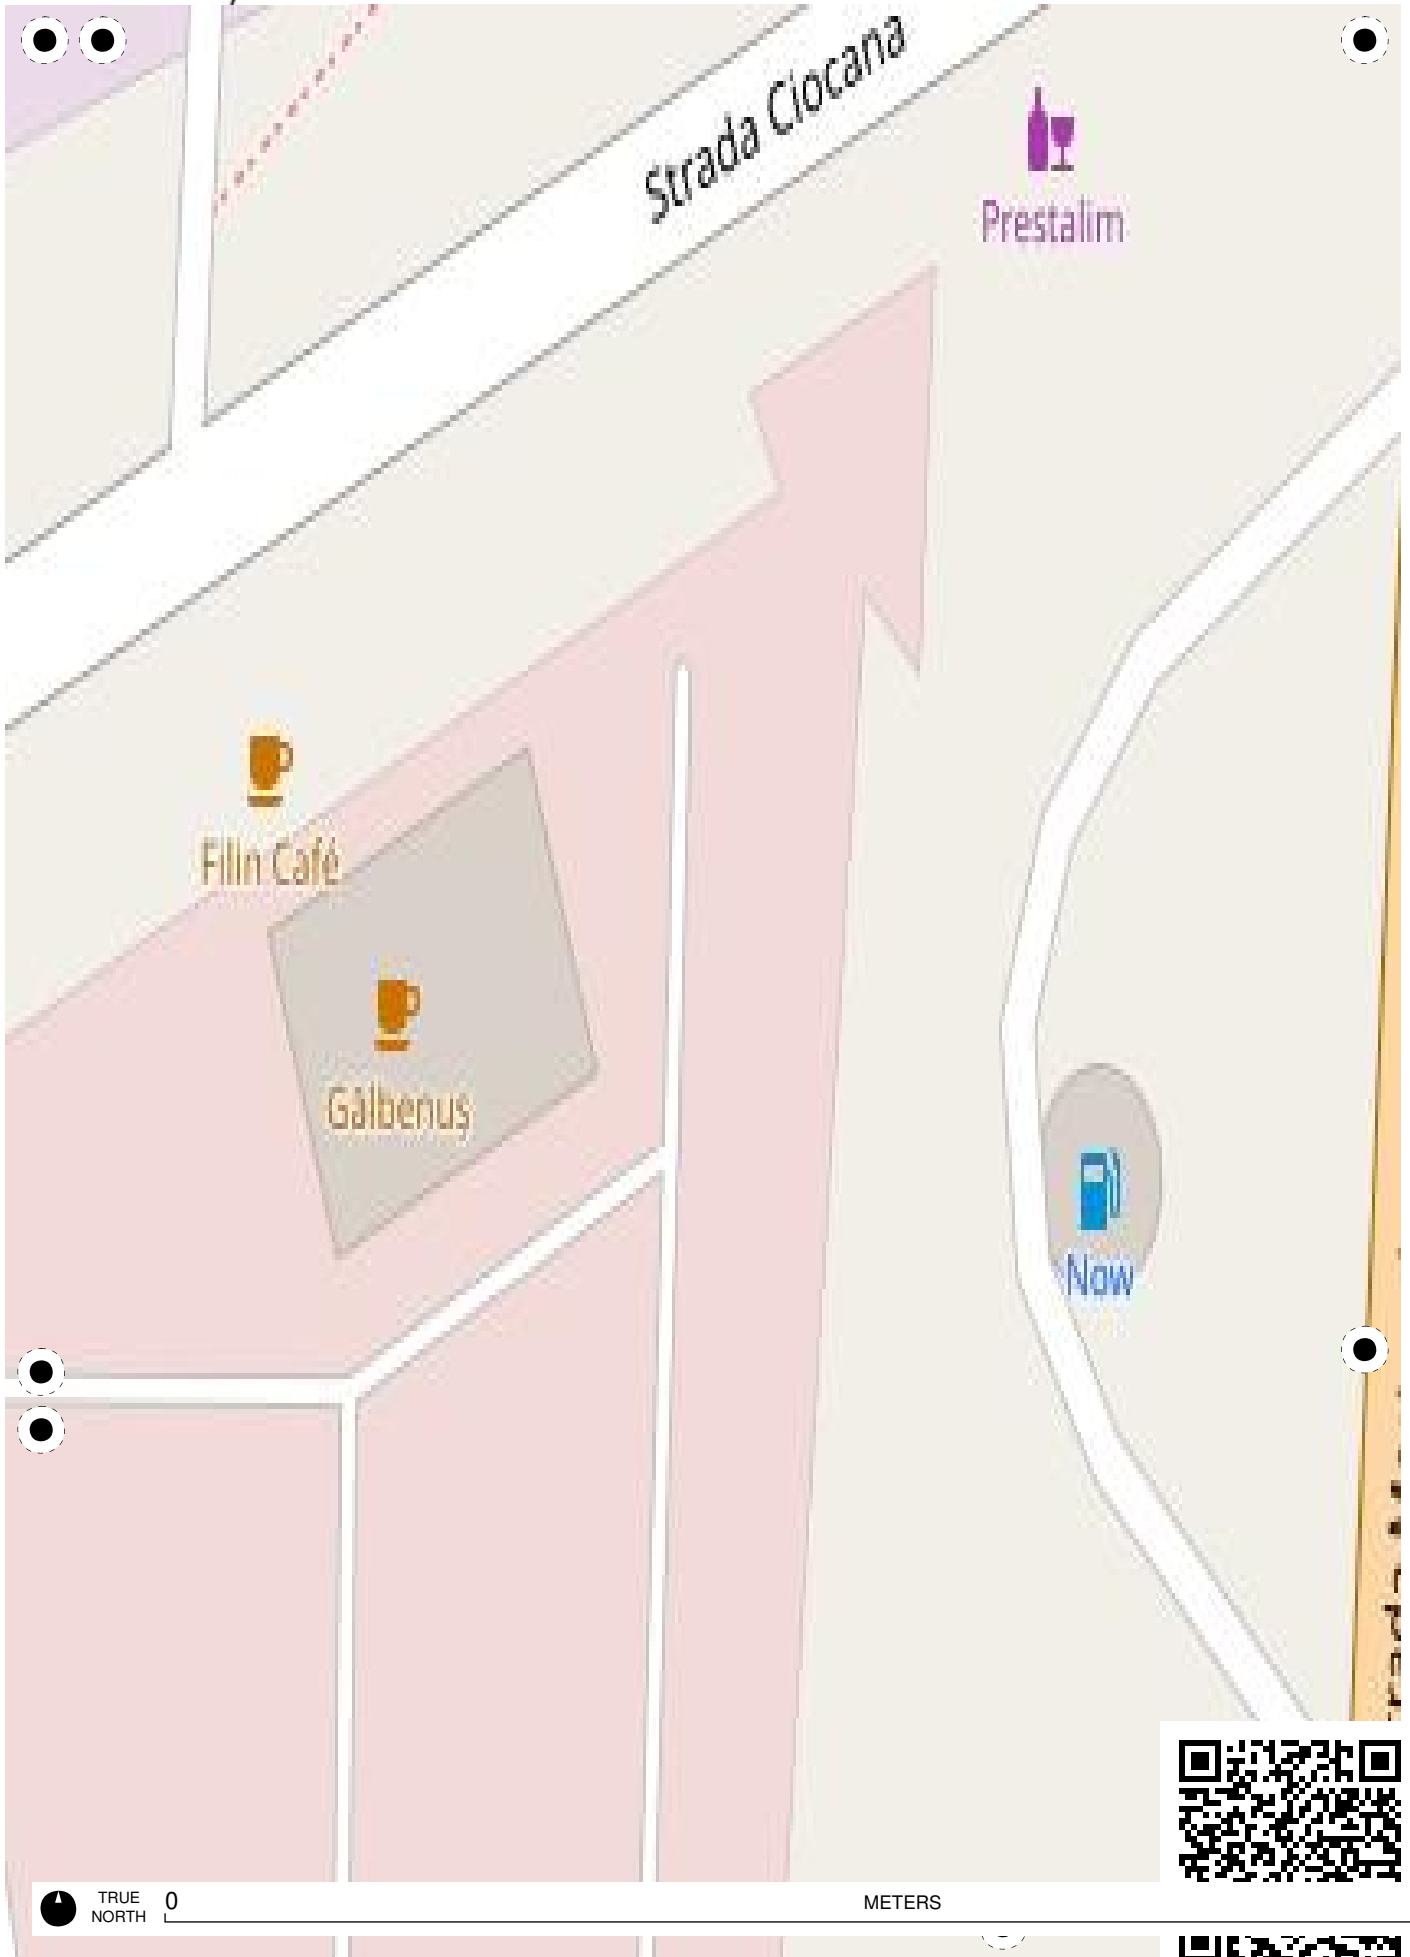 Strada Ciocana
Prestalim
Filin Café
Gălbenuș
Now
TRUE
NORTH
0
METERS